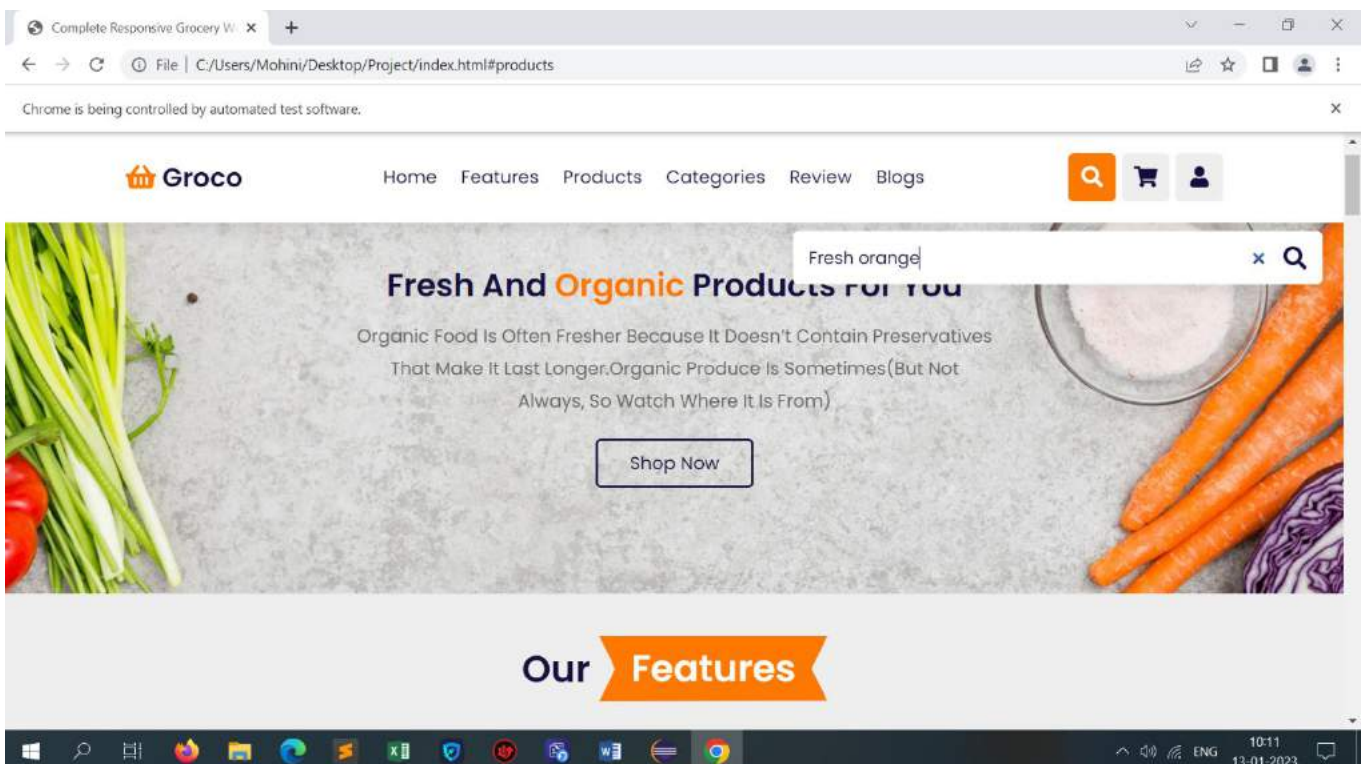 Complete Responsive Grocery W
File | C:/Users/Mohini/Desktop/Project/index.html#products
Chrome is being controlled by automated test software.
Groco
Home Features Products Categories Review Blogs
Fresh orange
Fresh And Organic Products For You
Organic Food Is Often Fresher Because It Doesn't Contain Preservatives
That Make It Last Longer.Organic Produce Is Sometimes(But Not
Always, So Watch Where It Is From)
Shop Now
Our Features
ENG
10:11
13-01-2023